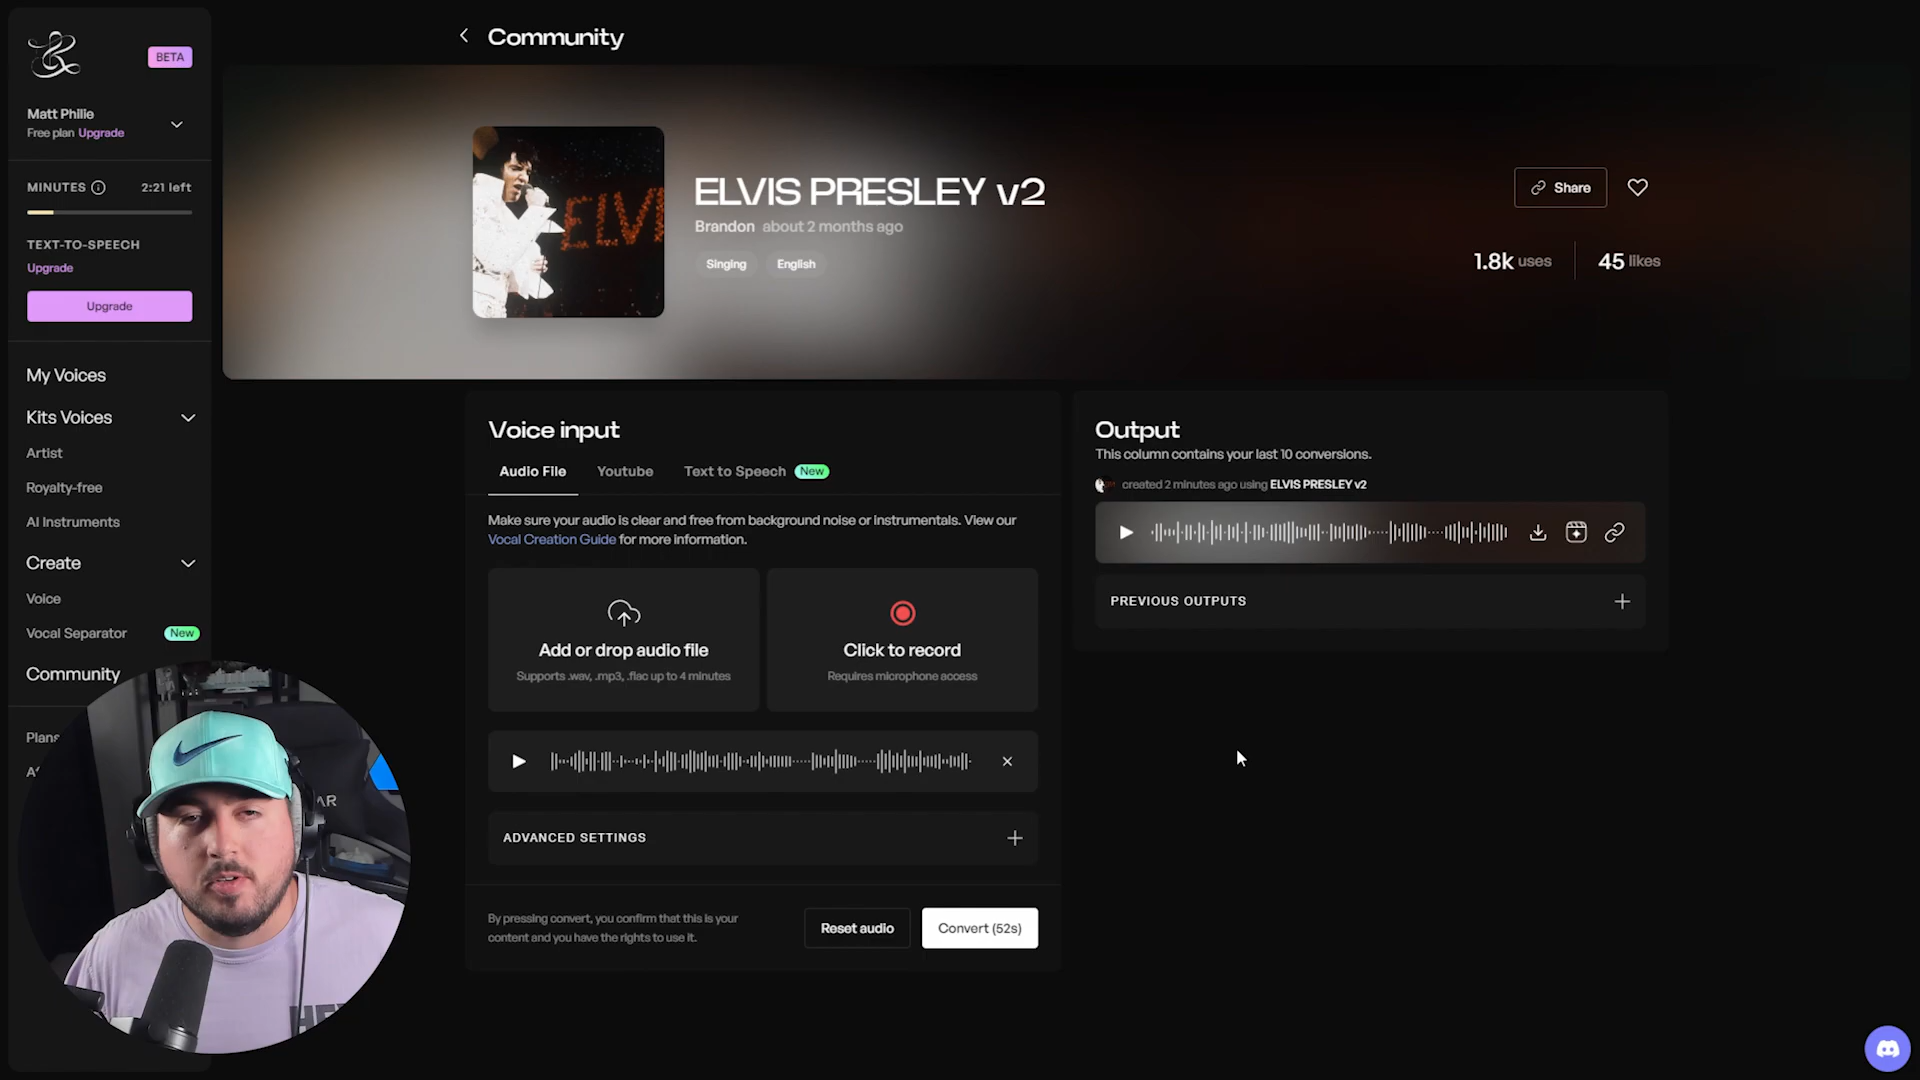 BETA
Matt Philie
Free plan Upgrade
MINUTES
2:21 left
TEXT-TO-SPEECH
Upgrade
Upgrade
My Voices
Kits Voices
Artist
Royalty-free
AI Instruments
Create
Voice
Vocal Separator New
Community
Plans
Community
ELVIS PRESLEY v2
Brandon about 2 months ago
Singing English
Share
1.8k uses
45 likes
Voice input
Audio File Youtube Text to Speech New
Make sure your audio is clear and free from background noise or instrumentals. View our
Vocal Creation Guide for more information.
Add or drop audio file
Supports .wav, .mp3, .flac up to 4 minutes
Click to record
Requires microphone access
ADVANCED SETTINGS
By pressing convert, you confirm that this is your
content and you have the rights to use it.
Reset audio
Convert (52s)
Output
This column contains your last 10 conversions.
created 2 minutes ago using ELVIS PRESLEY v2
PREVIOUS OUTPUTS